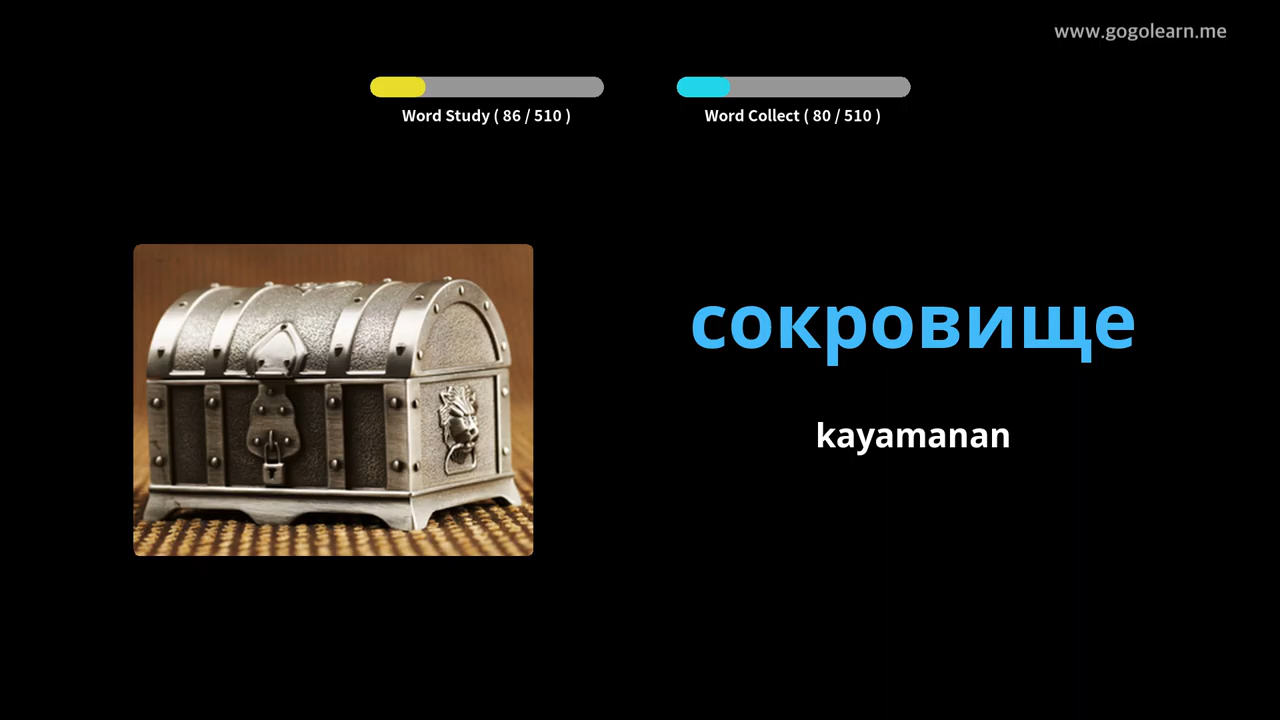 www.gogolearn.me
Word Study ( 86 / 510 )
Word Collect ( 80 / 510 )
сокровище
kayamanan